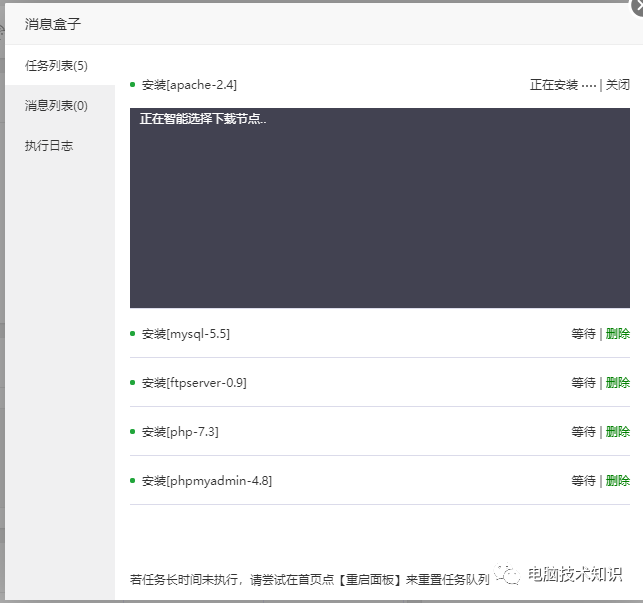 消息盒子
任务列表(5)
消息列表(0)
执行日志
安装[apache-2.4] 正在安装 ···· | 关闭
正在智能选择下载节点..
安装[mysql-5.5] 等待 | 删除
安装[ftpserver-0.9] 等待 | 删除
安装[php-7.3] 等待 | 删除
安装[phpmyadmin-4.8] 等待 | 删除
若任务长时间未执行，请尝试在首页点【重启面板】来重置任务队列
电脑技术知识